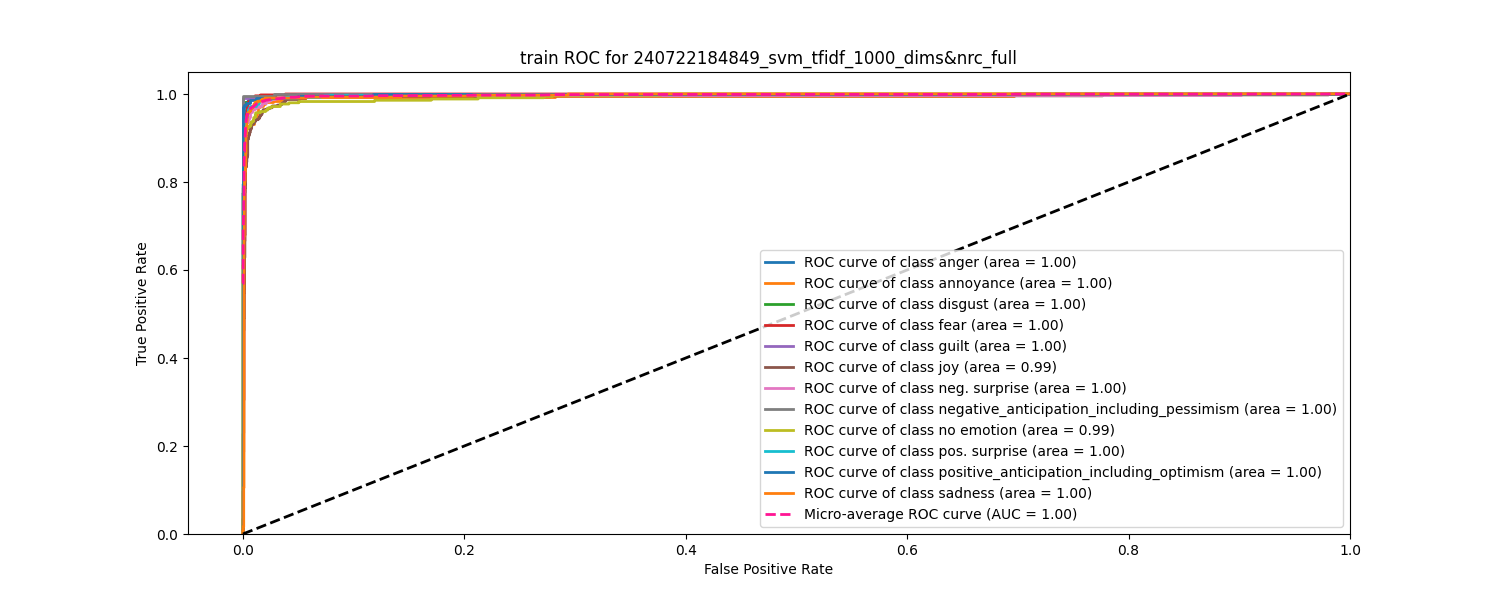 train ROC for 240722184849_svm_tfidf_1000_dims&nrc_full
True Positive Rate
1.0
0.8
0.6
0.4
0.2
0.0
ROC curve of class anger (area = 1.00)
ROC curve of class annoyance (area = 1.00)
ROC curve of class disgust (area = 1.00)
ROC curve of class fear (area = 1.00)
ROC curve of class guilt (area = 1.00)
ROC curve of class joy (area = 0.99)
ROC curve of class neg. surprise (area = 1.00)
ROC curve of class negative_anticipation_including_pessimism (area = 1.00)
ROC curve of class no emotion (area = 0.99)
ROC curve of class pos. surprise (area = 1.00)
ROC curve of class positive_anticipation_including_optimism (area = 1.00)
ROC curve of class sadness (area = 1.00)
Micro-average ROC curve (AUC = 1.00)
0.0 0.2 0.4 0.6 0.8 1.0
False Positive Rate